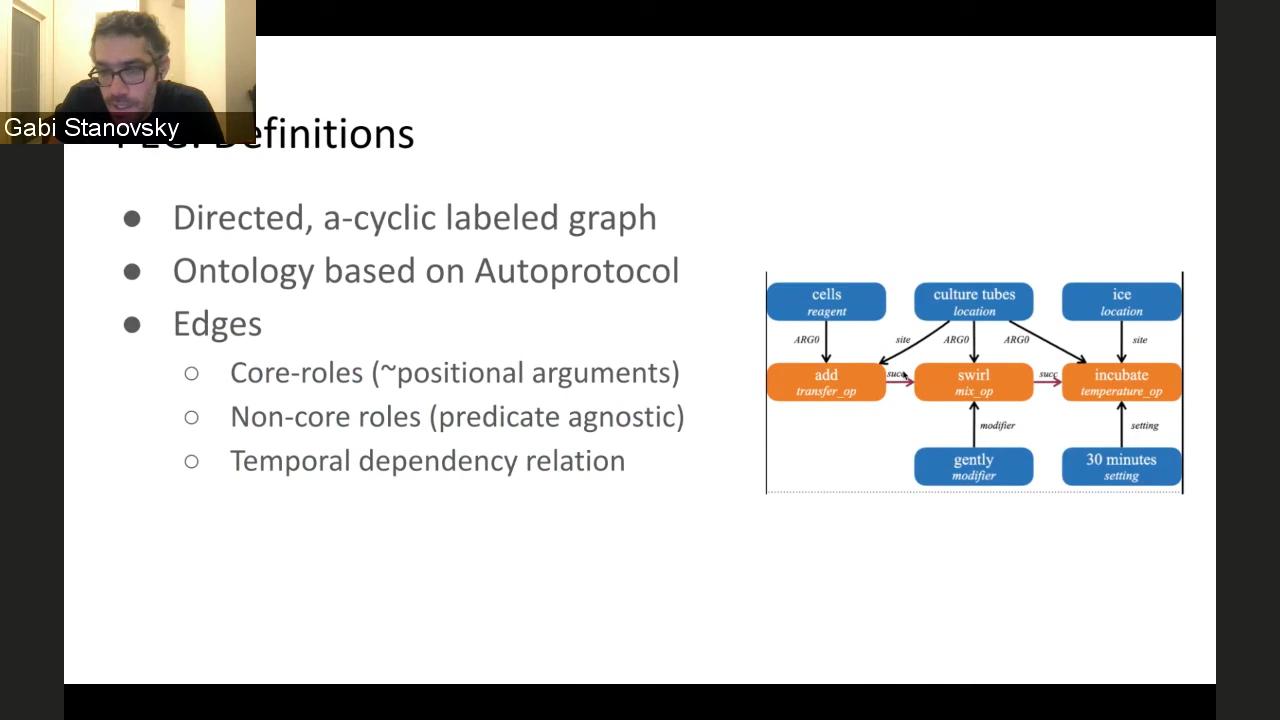 Gabi Stanovsky
Definitions
● Directed, a-cyclic labeled graph
● Ontology based on Autoprotocol
● Edges
○ Core-roles (~positional arguments)
○ Non-core roles (predicate agnostic)
○ Temporal dependency relation
cells
reagent
culture tubes
location
ice
location
ARG0
site
ARG0
ARG0
site
add
transfer_op
succ
swirl
mix_op
succ
incubate
temperature_op
modifier
setting
gently
modifier
30 minutes
setting